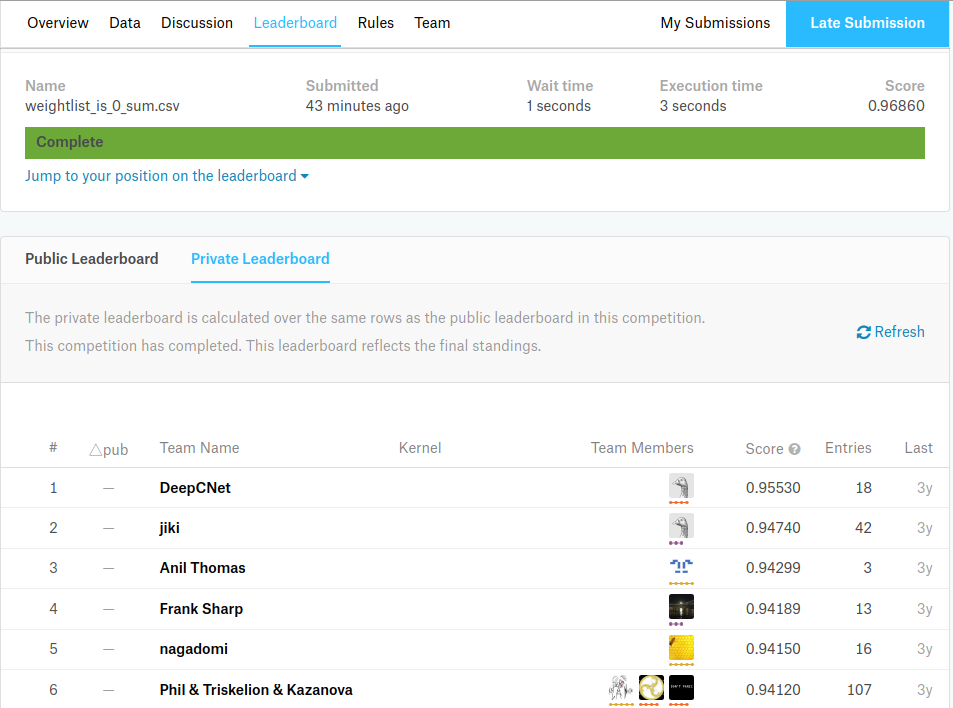 Overview Data Discussion Leaderboard Rules Team My Submissions Late Submission
Name Submitted Wait time Execution time Score
weightlist_is_0_sum.csv 43 minutes ago 1 seconds 3 seconds 0.96860
Complete
Jump to your position on the leaderboard
Public Leaderboard Private Leaderboard
The private leaderboard is calculated over the same rows as the public leaderboard in this competition.
This competition has completed. This leaderboard reflects the final standings.
Refresh
# △pub Team Name Kernel Team Members Score ? Entries Last
1 — DeepCNet 0.95530 18 3y
2 — jiki 0.94740 42 3y
3 — Anil Thomas 0.94299 3 3y
4 — Frank Sharp 0.94189 13 3y
5 — nagadomi 0.94150 16 3y
6 — Phil & Triskelion & Kazanova DON'T PANIC 0.94120 107 3y